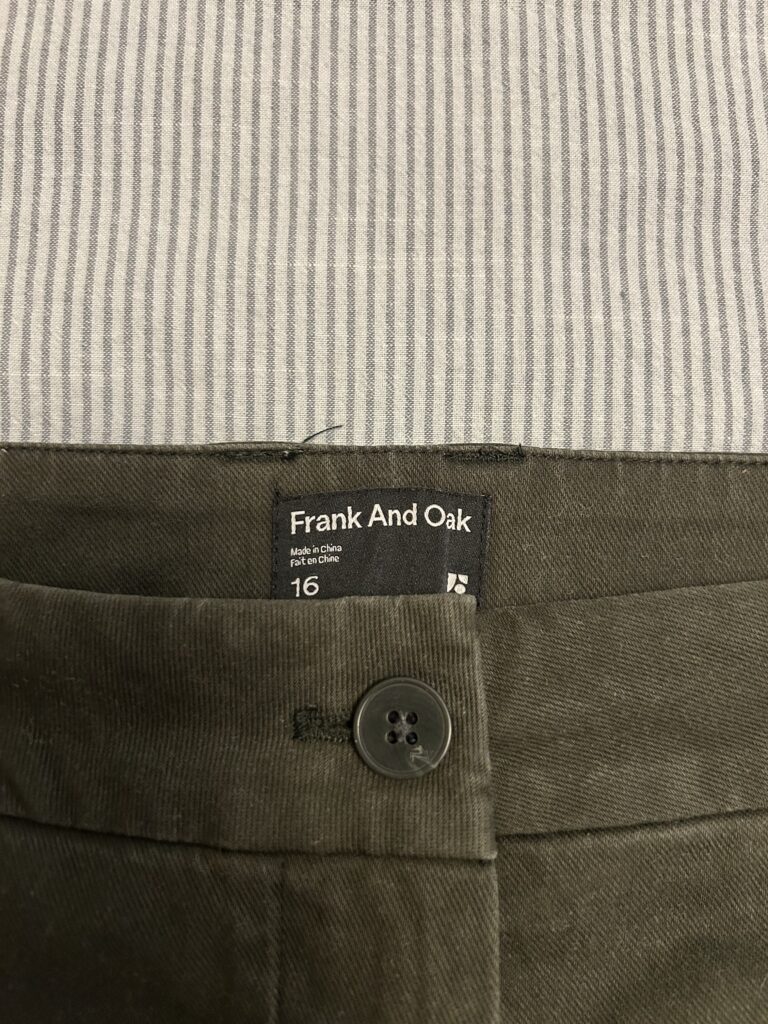 Frank And Oak
Made in China
Fait en Chine
16